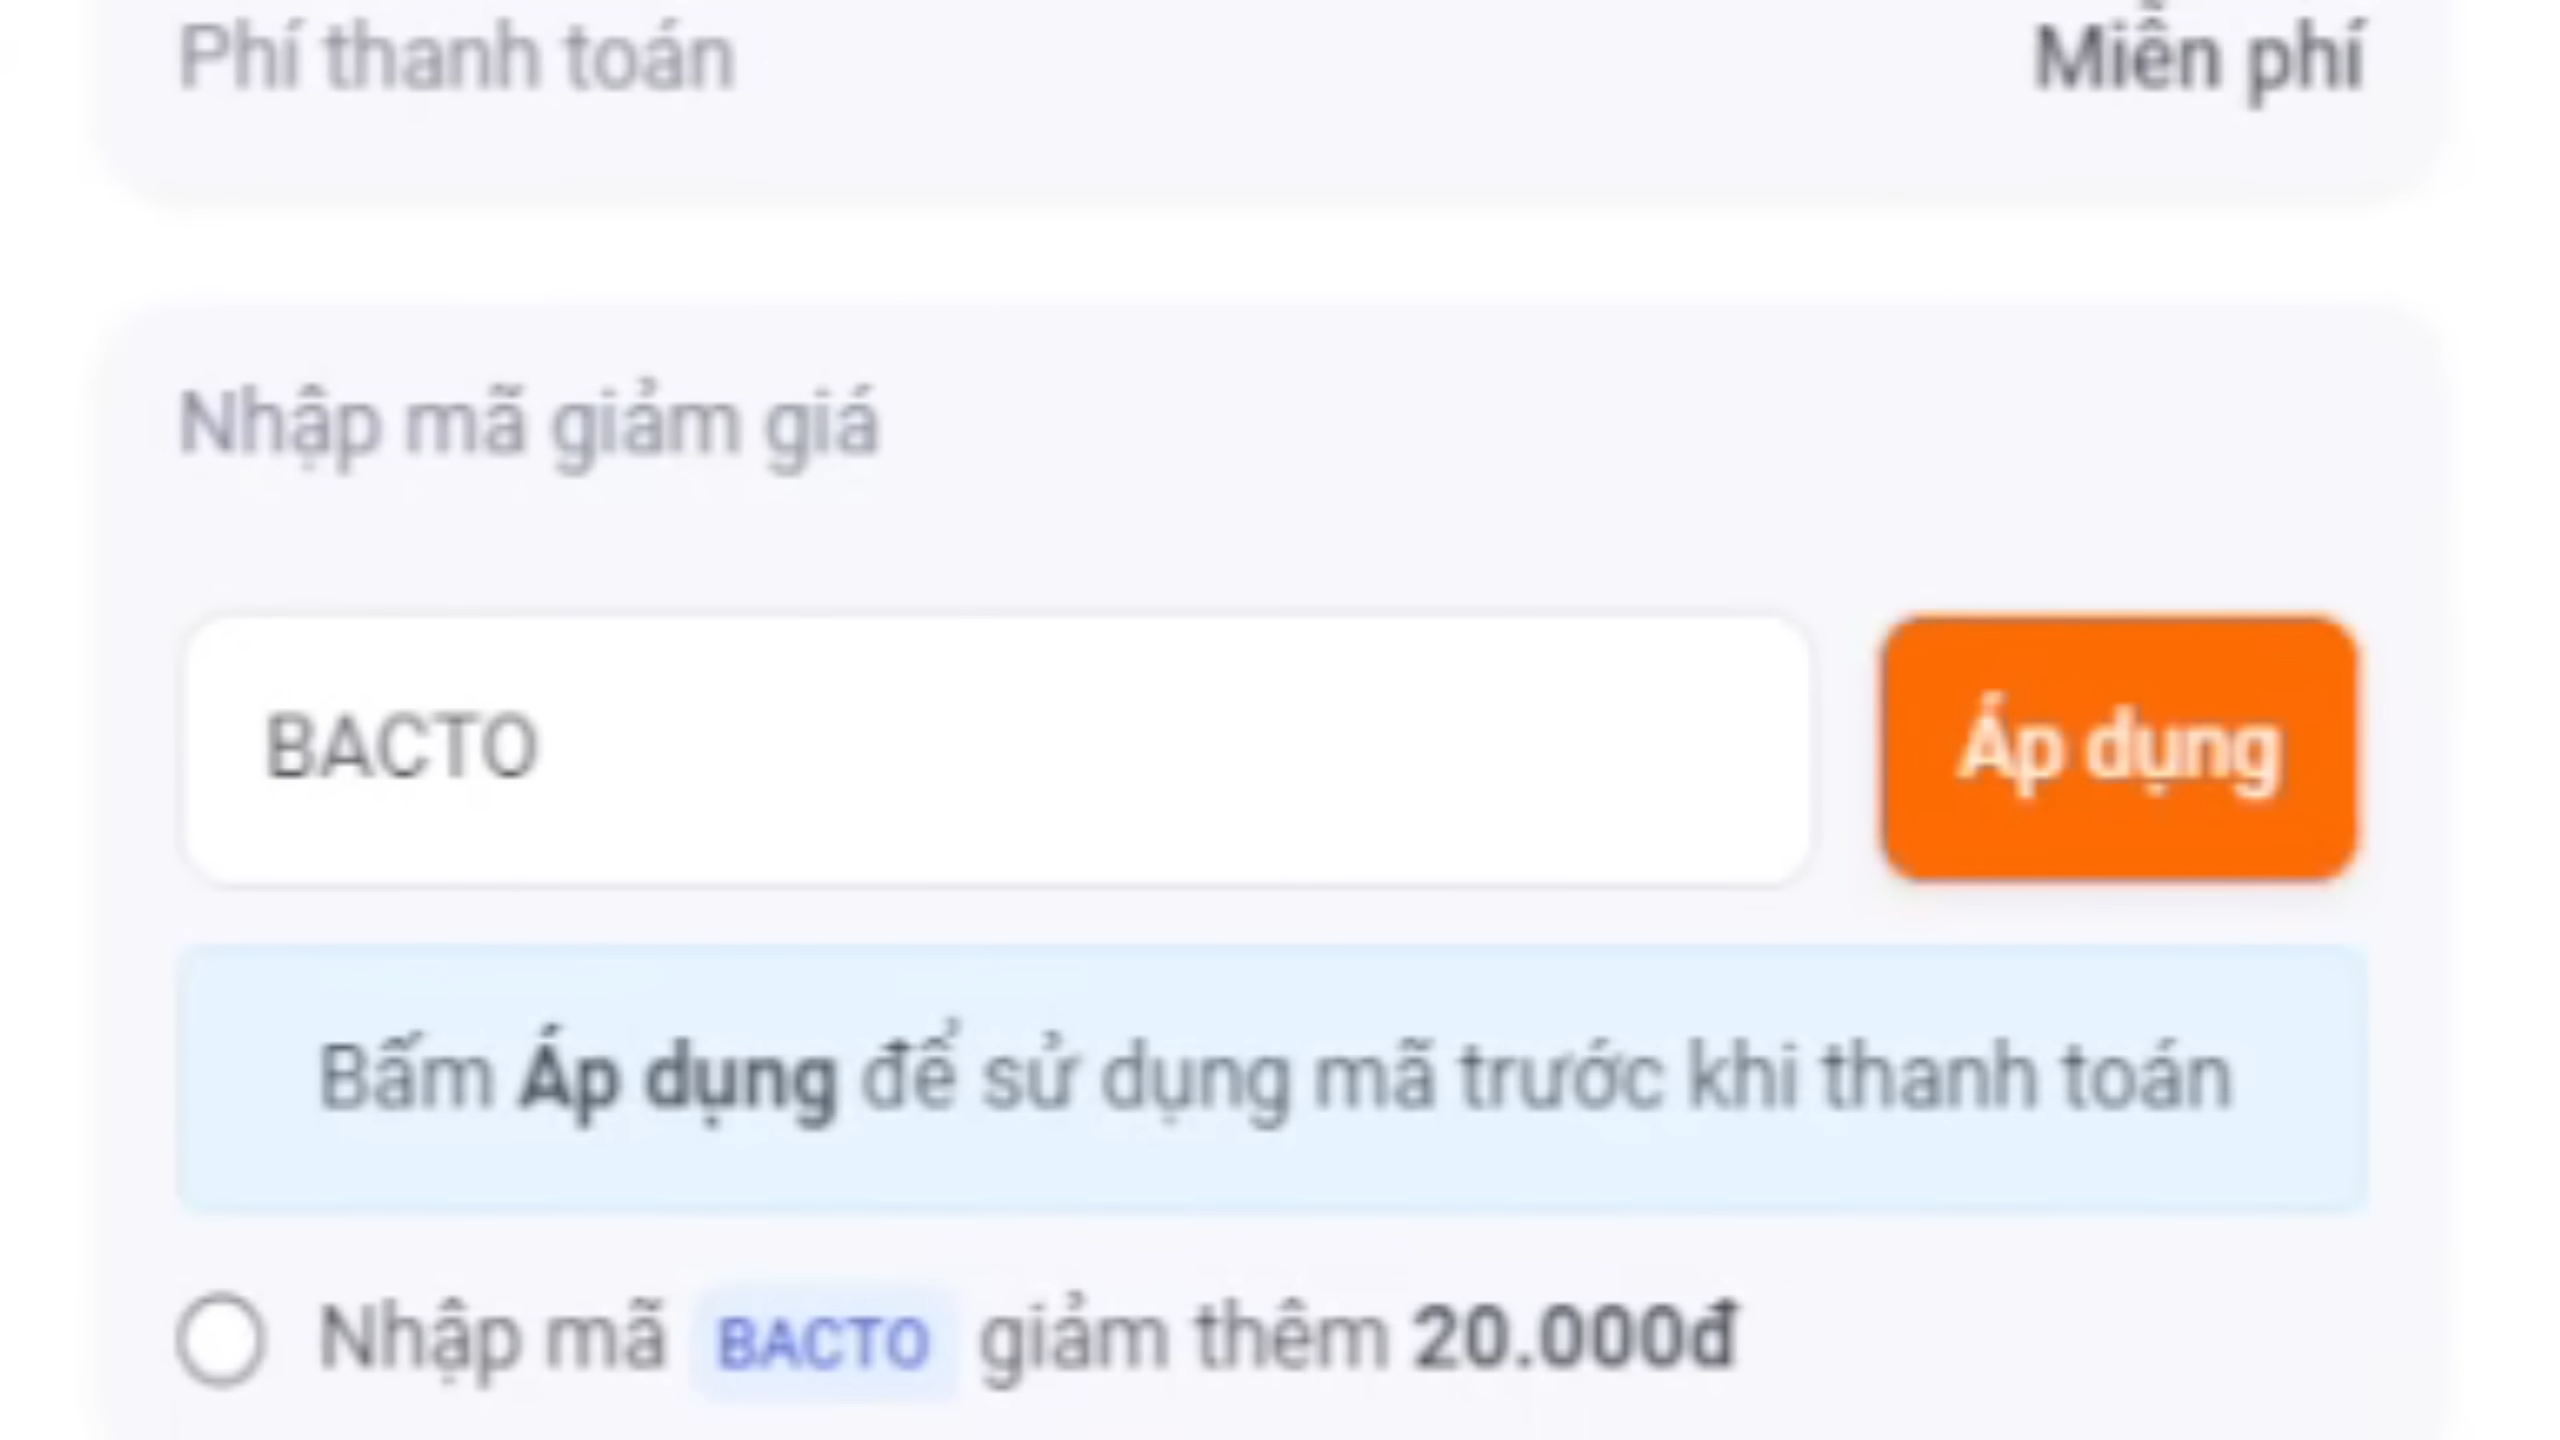 Phí thanh toán Miễn phí
Nhập mã giảm giá
BACTO Áp dụng
Bấm Áp dụng để sử dụng mã trước khi thanh toán
Nhập mã BACTO giảm thêm 20.000đ